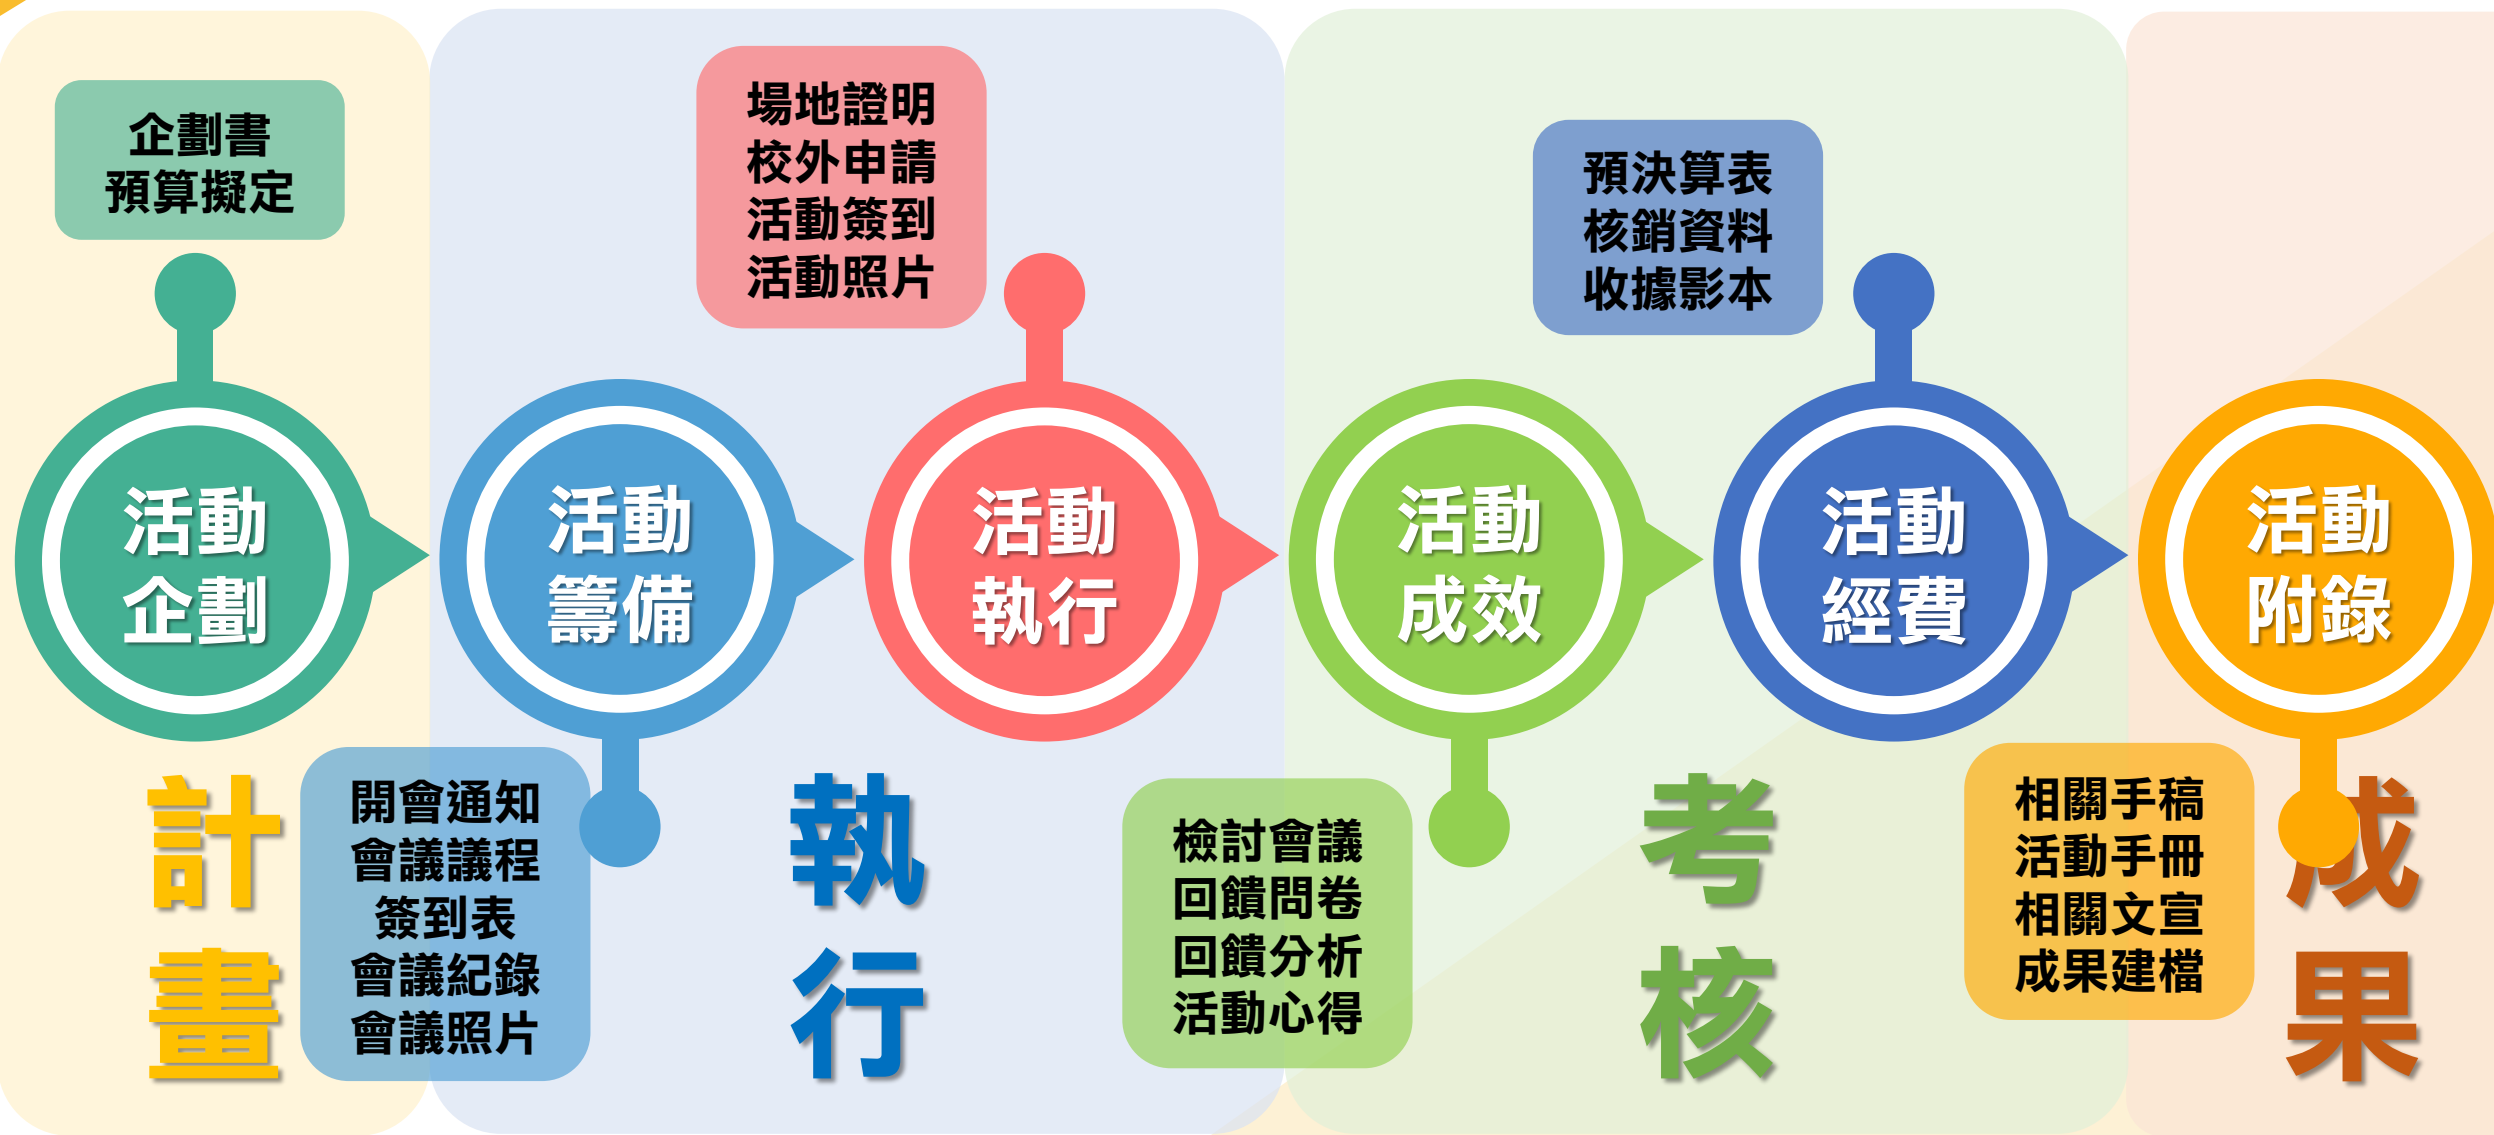 企劃書
預算擬定
活動
企劃
計
畫
開會通知
會議議程
簽到表
會議紀錄
會議照片
活動
籌備
場地證明
校外申請
活動簽到
活動照片
活動
執行
執
行
檢討會議
回饋問卷
回饋分析
活動心得
活動
成效
預決算表
核銷資料
收據影本
活動
經費
考
核
相關手稿
活動手冊
相關文宣
成果建檔
活動
附錄
成
果